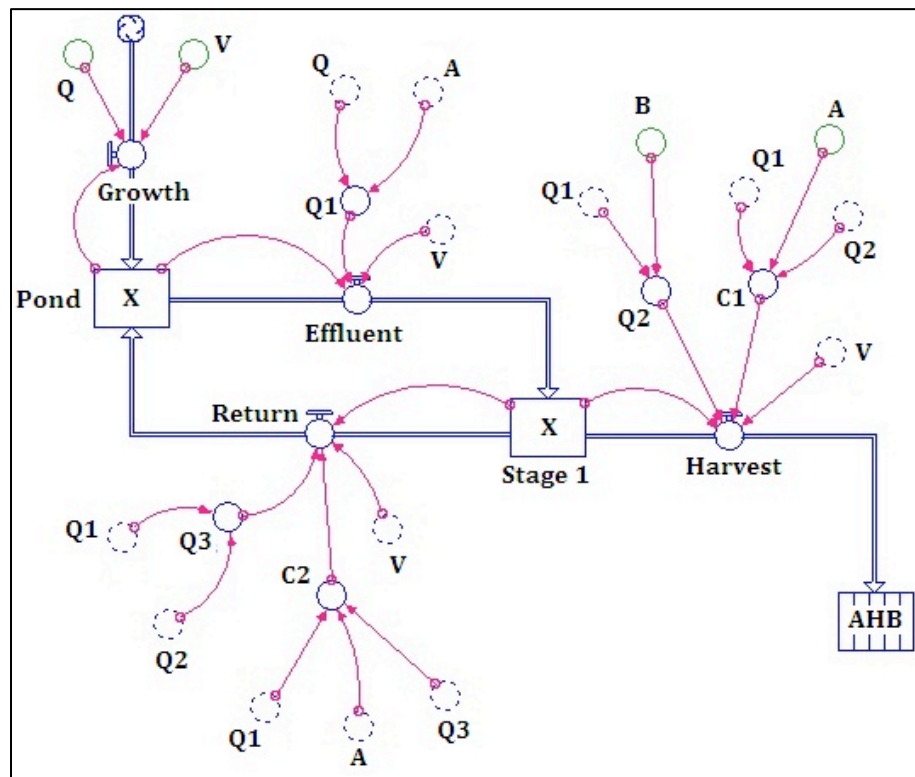 Q
V
Growth
Q
A
Q1
V
Pond
X
Effluent
B
A
Q1
Q1
Q2
Q2
C1
V
Return
X
Stage 1
Harvest
Q1
Q3
V
Q2
C2
Q1
A
Q3
AHB